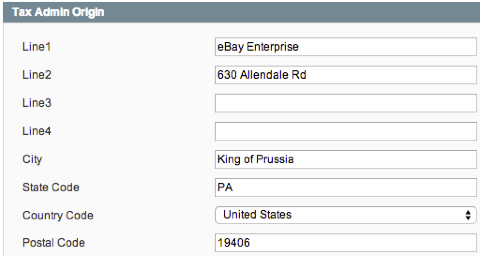 Tax Admin Origin
Line1 eBay Enterprise
Line2 630 Allendale Rd
Line3
Line4
City King of Prussia
State Code PA
Country Code United States
Postal Code 19406